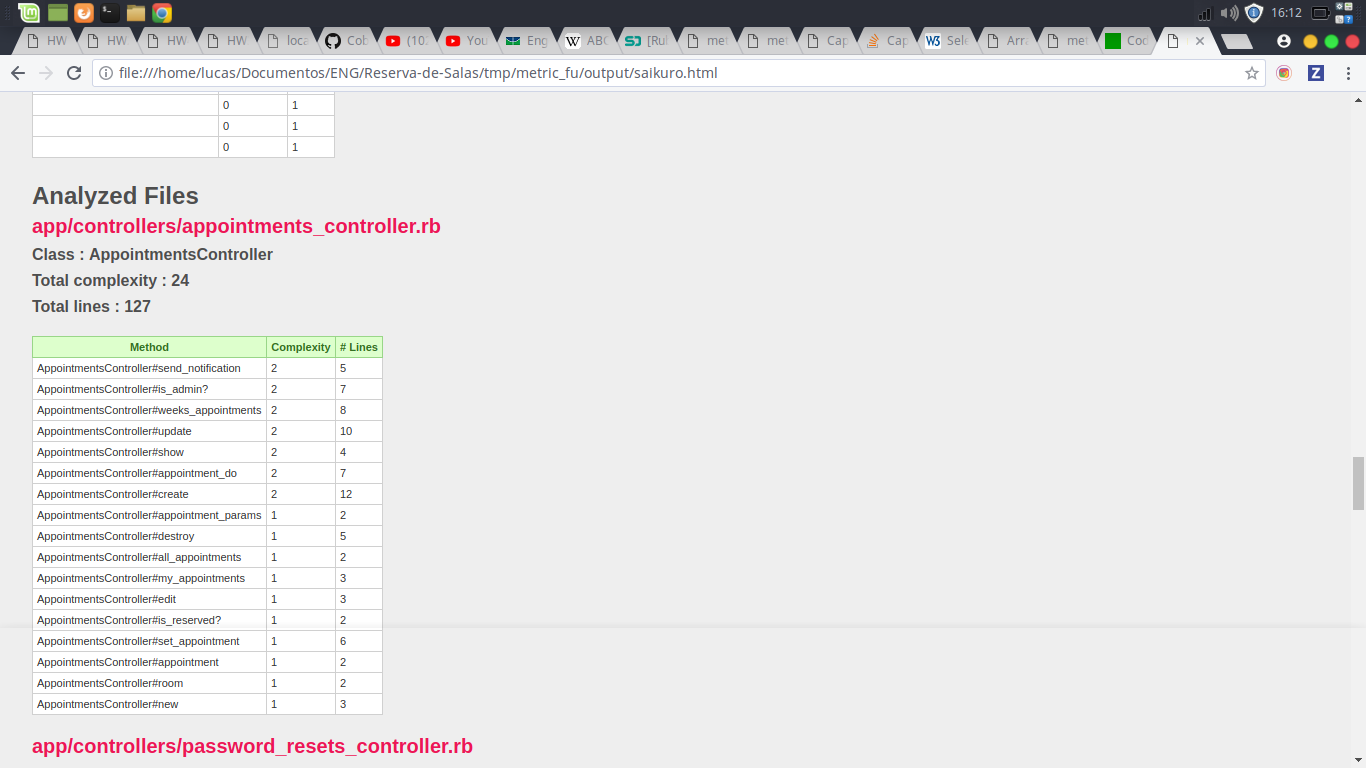 16:12
HW
HW
HW
HW
loca
Cob
(10
You
Eng
ABC
[Rul
met
met
Cap
Cap
Sele
Arra
met
Coc
file:///home/lucas/Documentos/ENG/Reserva-de-Salas/tmp/metric_fu/output/saikuro.html
0 1
0 1
0 1
Analyzed Files
app/controllers/appointments_controller.rb
Class : AppointmentsController
Total complexity : 24
Total lines : 127
Method Complexity # Lines
AppointmentsController#send_notification 2 5
AppointmentsController#is_admin? 2 7
AppointmentsController#weeks_appointments 2 8
AppointmentsController#update 2 10
AppointmentsController#show 2 4
AppointmentsController#appointment_do 2 7
AppointmentsController#create 2 12
AppointmentsController#appointment_params 1 2
AppointmentsController#destroy 1 5
AppointmentsController#all_appointments 1 2
AppointmentsController#my_appointments 1 3
AppointmentsController#edit 1 3
AppointmentsController#is_reserved? 1 2
AppointmentsController#set_appointment 1 6
AppointmentsController#appointment 1 2
AppointmentsController#room 1 2
AppointmentsController#new 1 3
app/controllers/password_resets_controller.rb